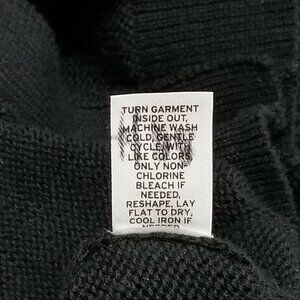 TURN GARMENT
INSIDE OUT,
MACHINE WASH
COLD, GENTLE
CYCLE, WITH
LIKE COLORS
ONLY NON-
CHLORINE
BLEACH IF
NEEDED,
RESHAPE, LAY
FLAT TO DRY,
COOL IRON IF
NEEDED